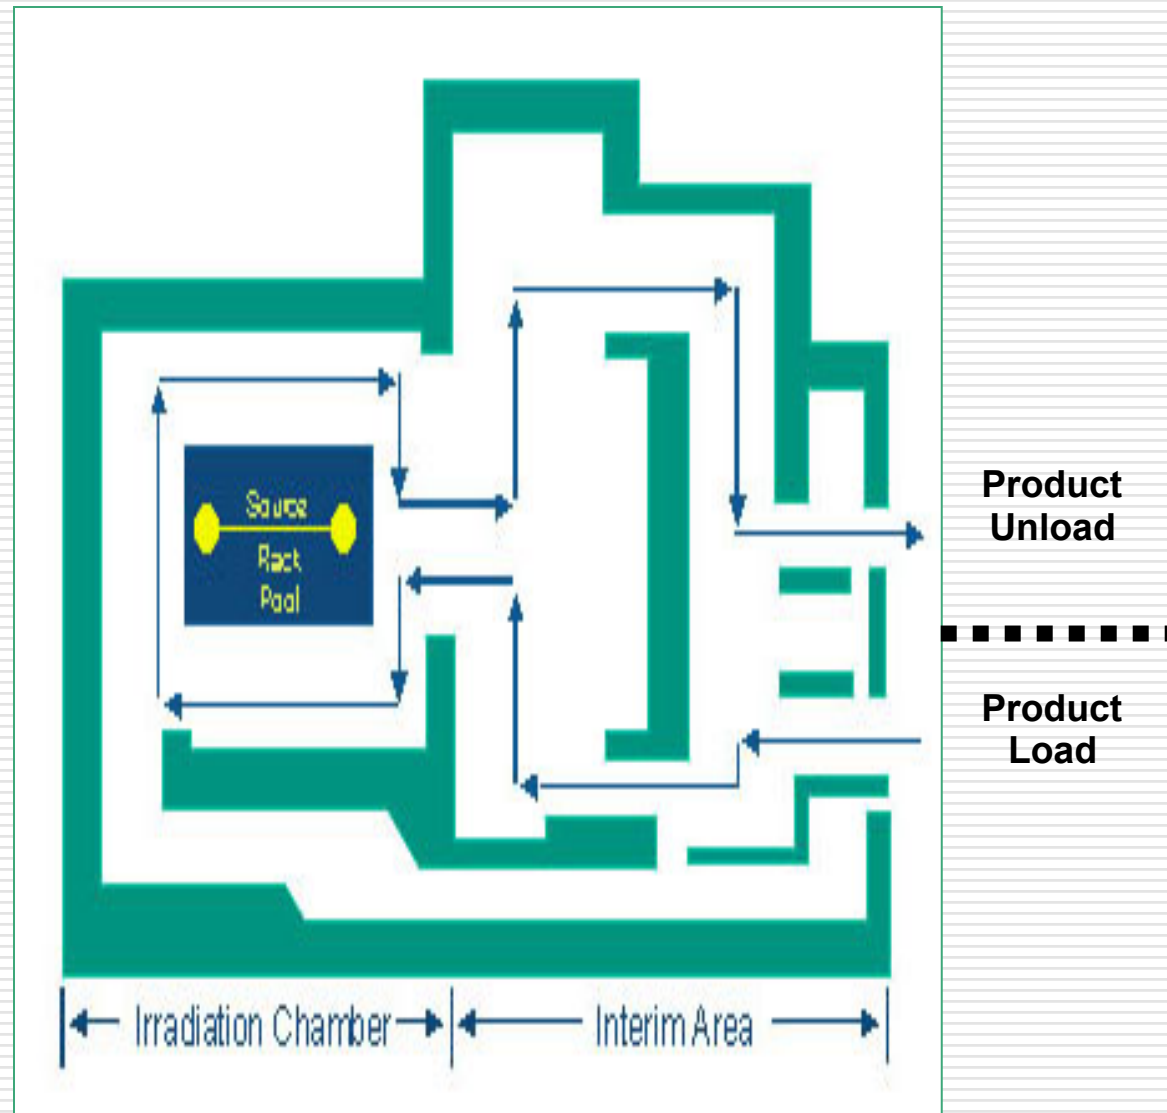 Source
Rack
Pool
Product
Unload
Product
Load
Irradiation Chamber
Interim Area